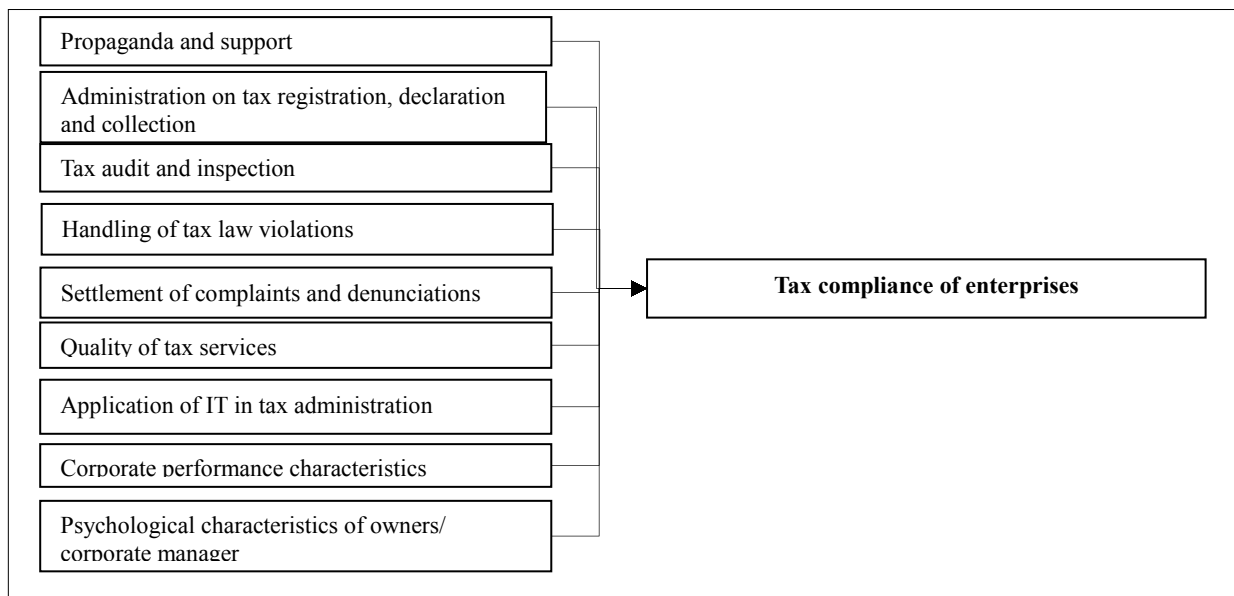 Propaganda and support
Administration on tax registration, declaration
and collection
Tax audit and inspection
Handling of tax law violations
Settlement of complaints and denunciations
Quality of tax services
Application of IT in tax administration
Corporate performance characteristics
Psychological characteristics of owners/
corporate manager
Tax compliance of enterprises